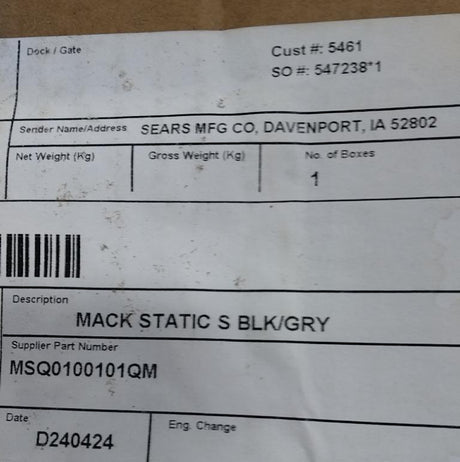 Dock / Gate
Cust #: 5461
SO #: 547238*1
Sender Name/Address SEARS MFG CO, DAVENPORT, IA 52802
Net Weight (Kg)
Gross Weight (Kg)
No. of Boxes
1
Description
MACK STATIC S BLK/GRY
Supplier Part Number
MSQ0100101QM
Date
Eng. Change
D240424